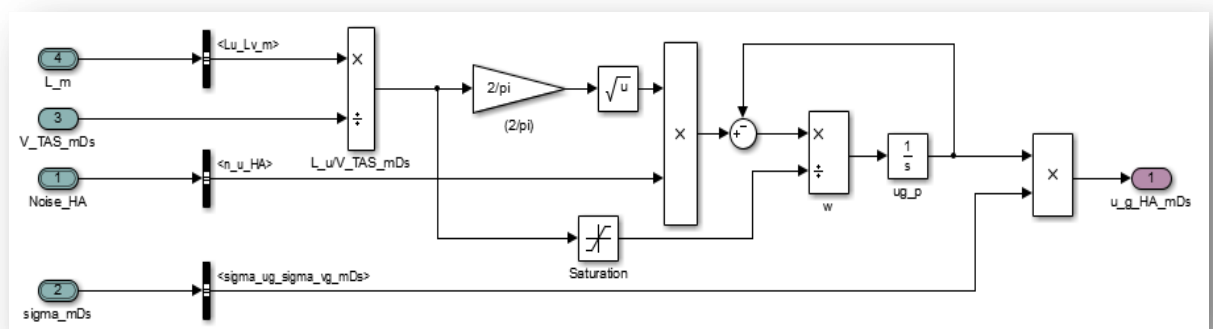 4
L_m
<Lu_Lv_m>
3
V_TAS_mDs
×
÷
L_u/V_TAS_mDs
2/pi
(2/pi)
√u
1
Noise_HA
<n_u_HA>
×
+
−
×
÷
w
1
s
ug_p
×
1
u_g_HA_mDs
Saturation
2
sigma_mDs
<sigma_ug_sigma_vg_mDs>